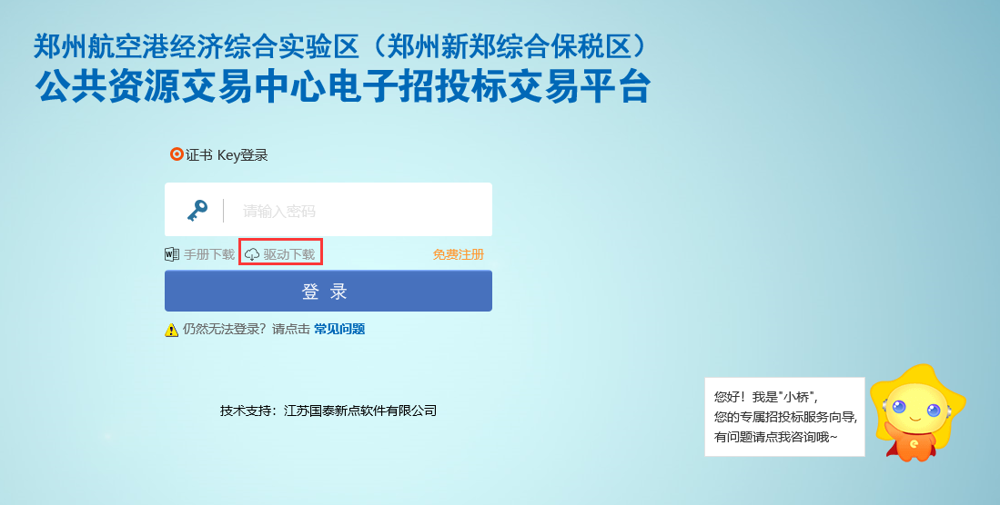 郑州航空港经济综合实验区（郑州新郑综合保税区）
公共资源交易中心电子招投标交易平台
证书 Key登录
请输入密码
手册下载 驱动下载 免费注册
登 录
仍然无法登录？请点击 常见问题
技术支持：江苏国泰新点软件有限公司
您好！我是"小桥",
您的专属招投标服务向导,
有问题请点我咨询哦~